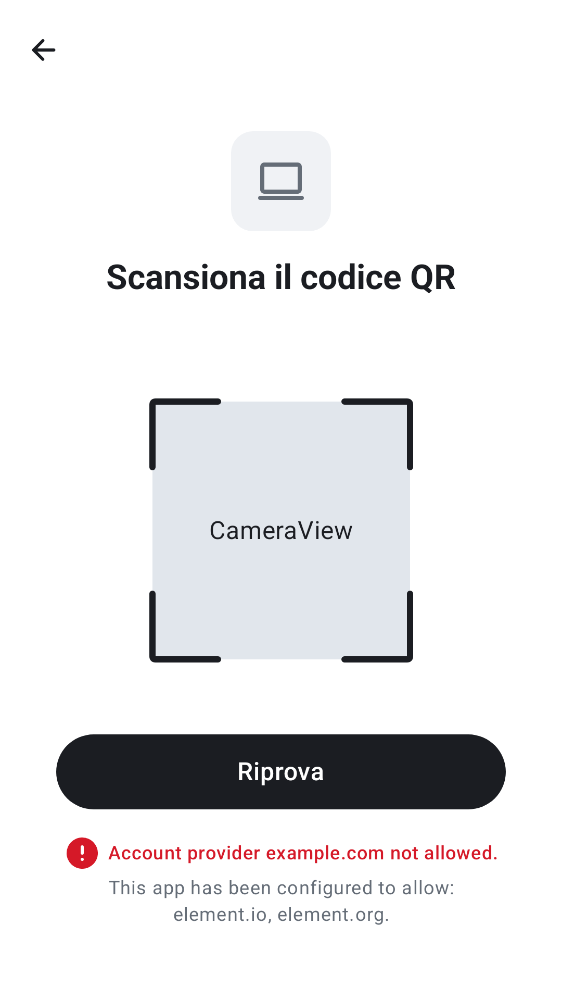 Scansiona il codice QR
CameraView
Riprova
Account provider example.com not allowed.
This app has been configured to allow:
element.io, element.org.